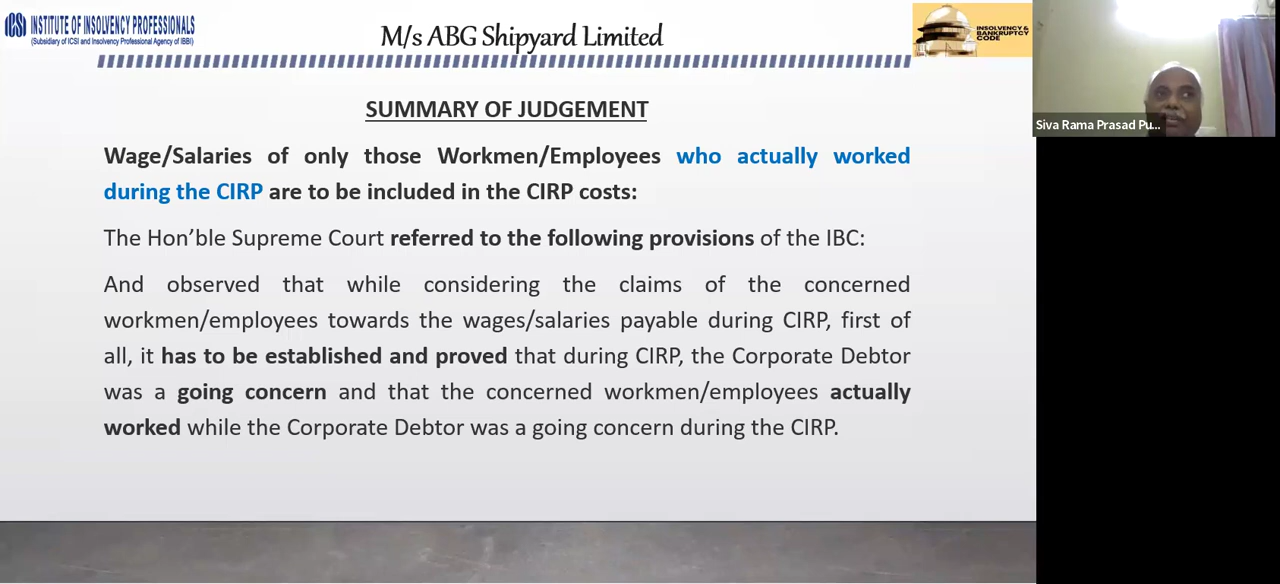 ICSI INSTITUTE OF INSOLVENCY PROFESSIONALS
(Subsidiary of ICSI and Insolvency Professional Agency of IBBI)
M/s ABG Shipyard Limited
INSOLVENCY &
BANKRUPTCY
CODE
Siva Rama Prasad Pu...
SUMMARY OF JUDGEMENT
Wage/Salaries of only those Workmen/Employees who actually worked
during the CIRP are to be included in the CIRP costs:
The Hon'ble Supreme Court referred to the following provisions of the IBC:
And observed that while considering the claims of the concerned
workmen/employees towards the wages/salaries payable during CIRP, first of
all, it has to be established and proved that during CIRP, the Corporate Debtor
was a going concern and that the concerned workmen/employees actually
worked while the Corporate Debtor was a going concern during the CIRP.